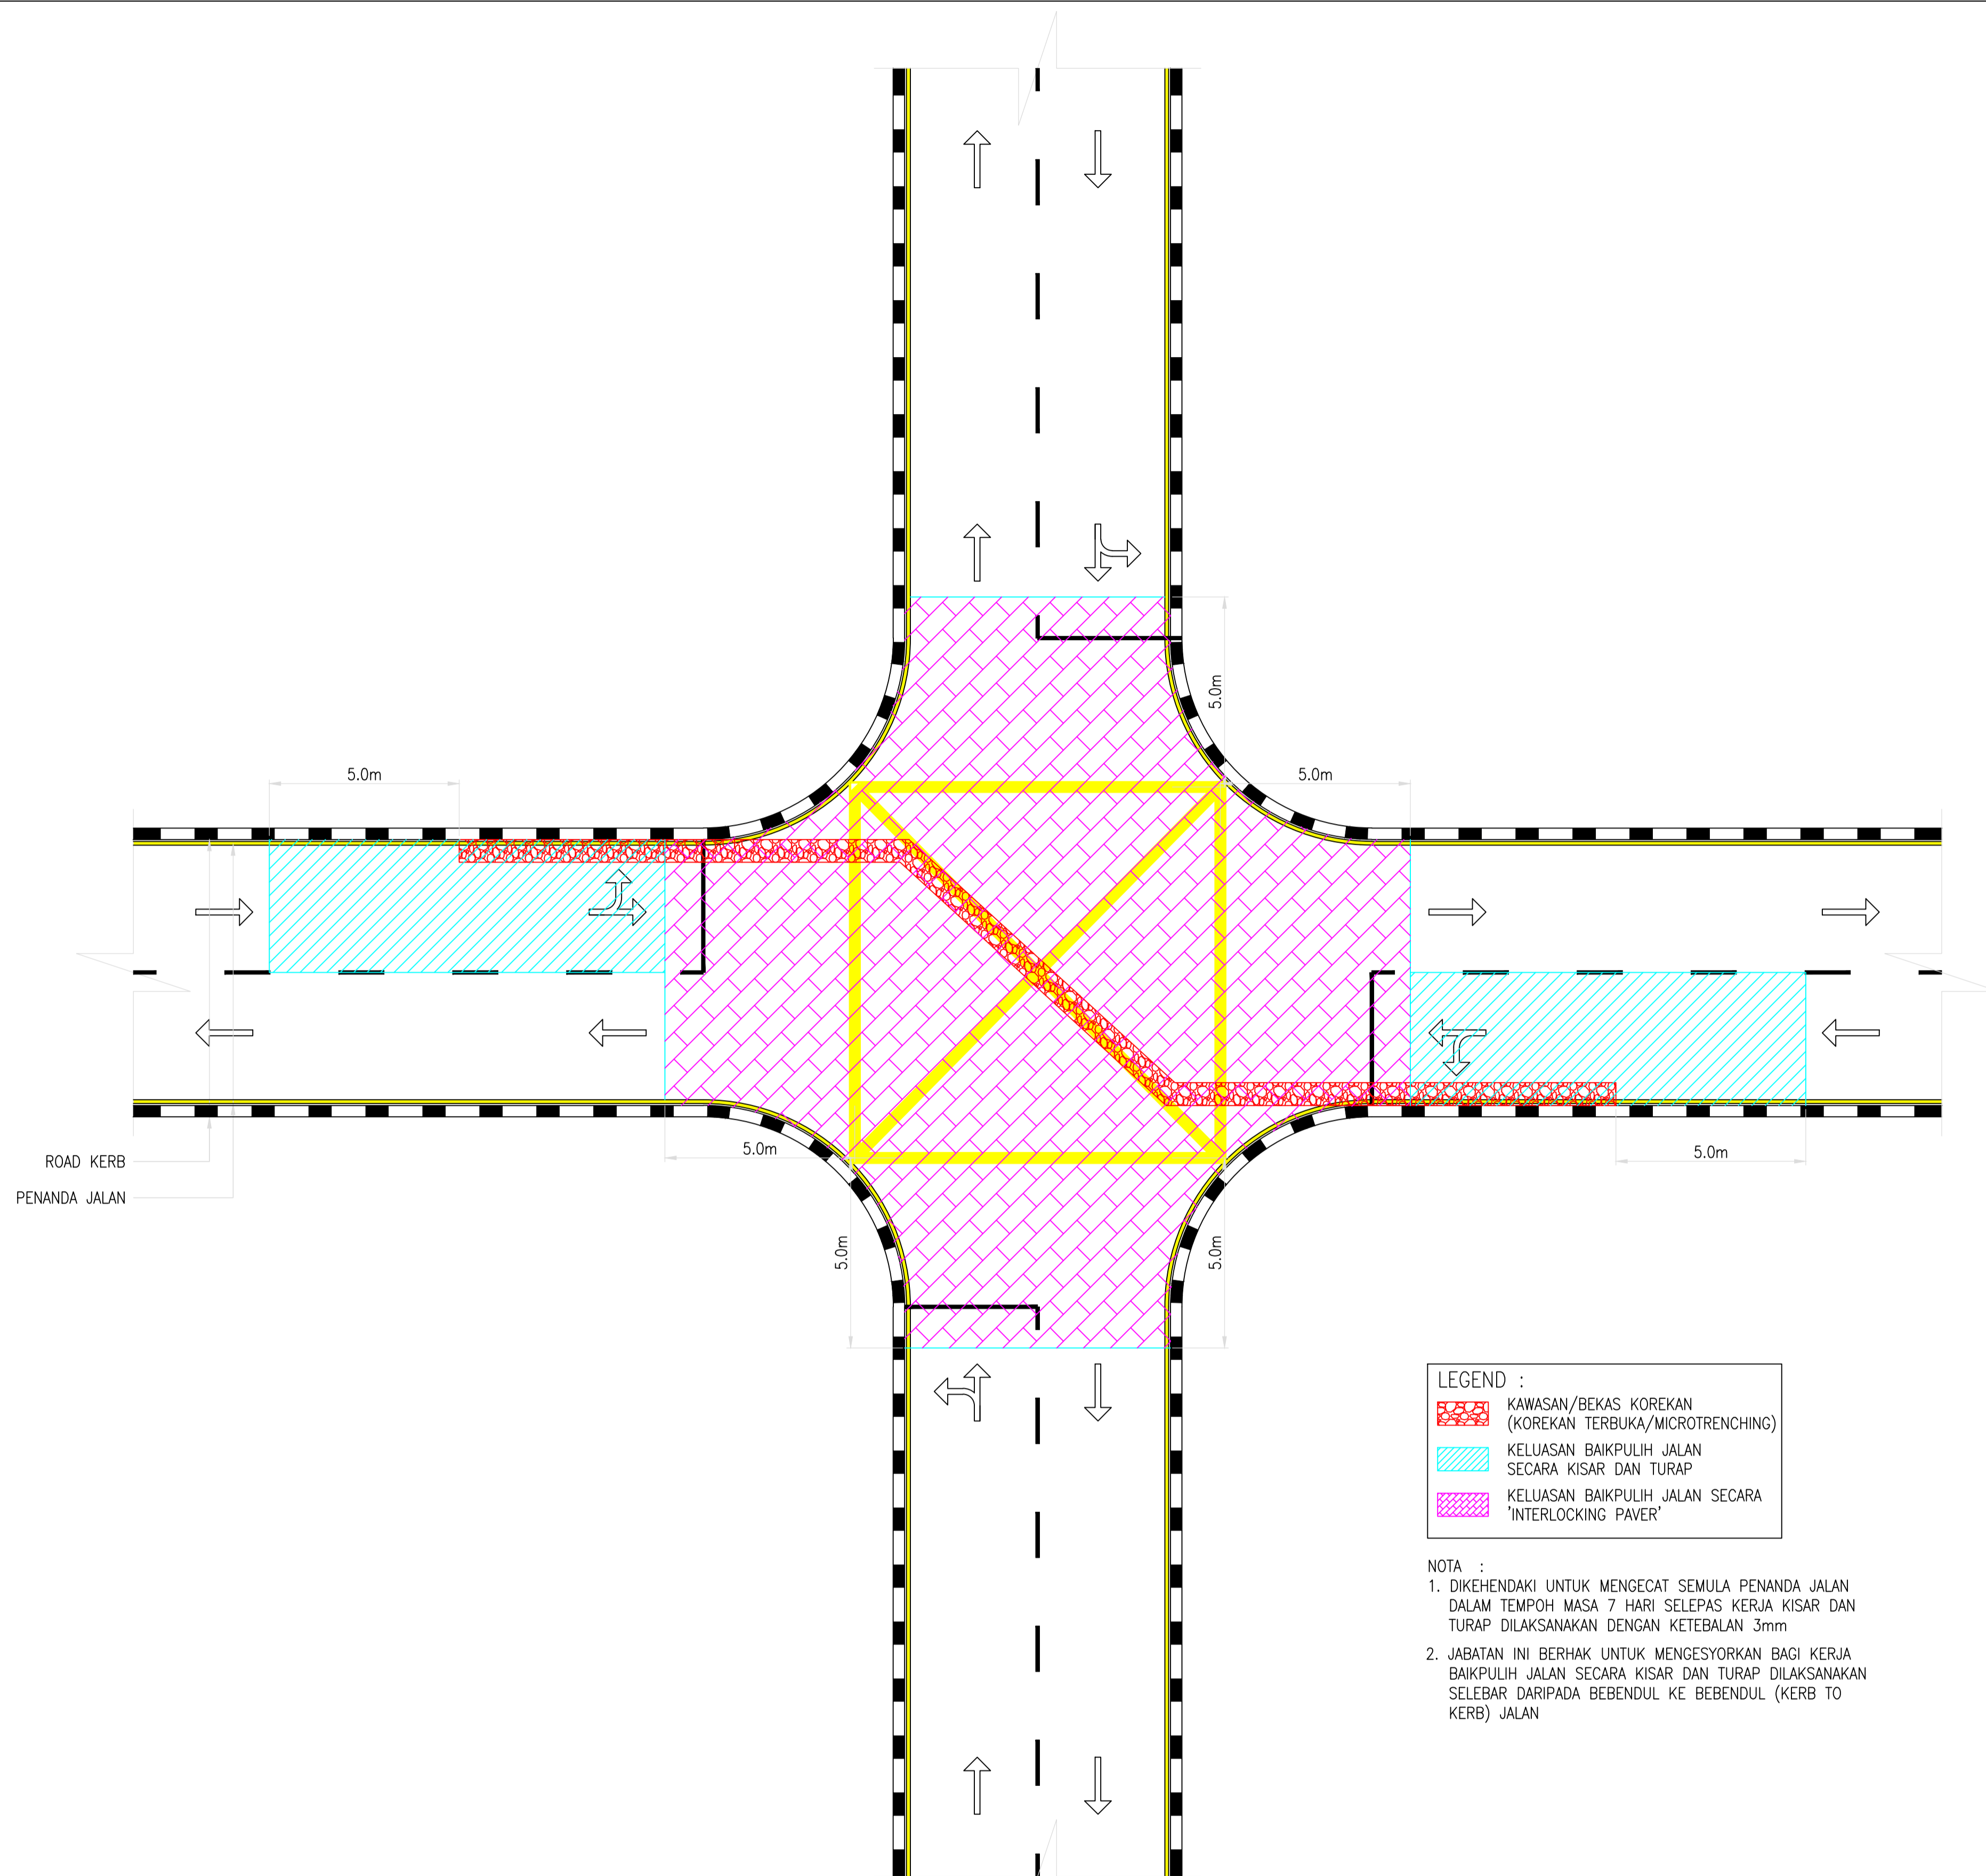 5.0m
5.0m
5.0m
5.0m
5.0m
5.0m
5.0m
ROAD KERB
PENANDA JALAN
LEGEND :
KAWASAN/BEKAS KOREKAN
(KOREKAN TERBUKA/MICROTRENCHING)
KELUASAN BAIKPULIH JALAN
SECARA KISAR DAN TURAP
KELUASAN BAIKPULIH JALAN SECARA
'INTERLOCKING PAVER'
NOTA :
1. DIKEHENDAKI UNTUK MENGECAT SEMULA PENANDA JALAN
DALAM TEMPOH MASA 7 HARI SELEPAS KERJA KISAR DAN
TURAP DILAKSANAKAN DENGAN KETEBALAN 3mm
2. JABATAN INI BERHAK UNTUK MENGESYORKAN BAGI KERJA
BAIKPULIH JALAN SECARA KISAR DAN TURAP DILAKSANAKAN
SELEBAR DARIPADA BEBENDUL KE BEBENDUL (KERB TO
KERB) JALAN